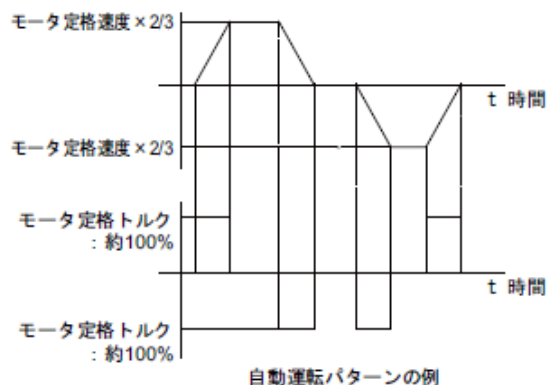 モータ定格速度×2/3
t 時間
モータ定格速度×2/3
モータ定格トルク
：約100%
t 時間
モータ定格トルク
：約100%
自動運転パターンの例